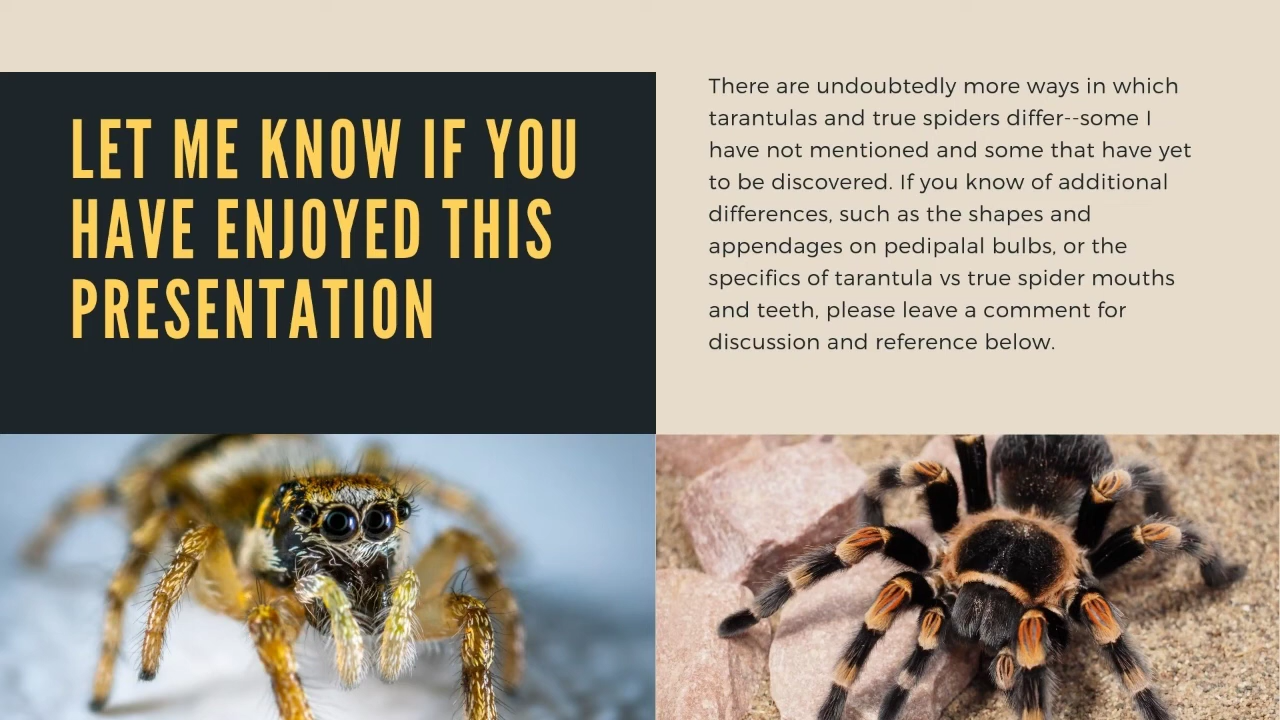 LET ME KNOW IF YOU
HAVE ENJOYED THIS
PRESENTATION
There are undoubtedly more ways in which
tarantulas and true spiders differ--some I
have not mentioned and some that have yet
to be discovered. If you know of additional
differences, such as the shapes and
appendages on pedipalal bulbs, or the
specifics of tarantula vs true spider mouths
and teeth, please leave a comment for
discussion and reference below.